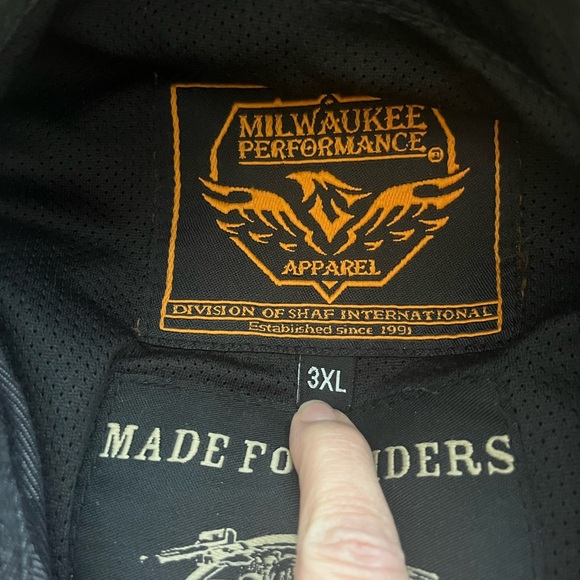 MILWAUKEE
PERFORMANCE
APPAREL
DIVISION OF SHAF INTERNATIONAL
Established since 1991
3XL
MADE